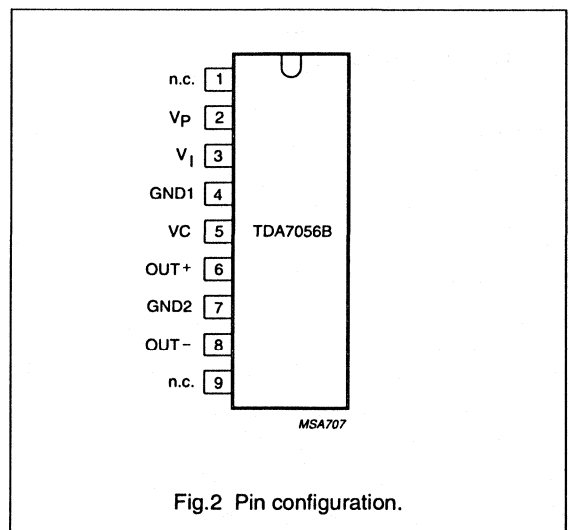 n.c. 1
VP 2
VI 3
GND1 4
VC 5 TDA7056B
OUT+ 6
GND2 7
OUT− 8
n.c. 9
MSA707
Fig.2 Pin configuration.